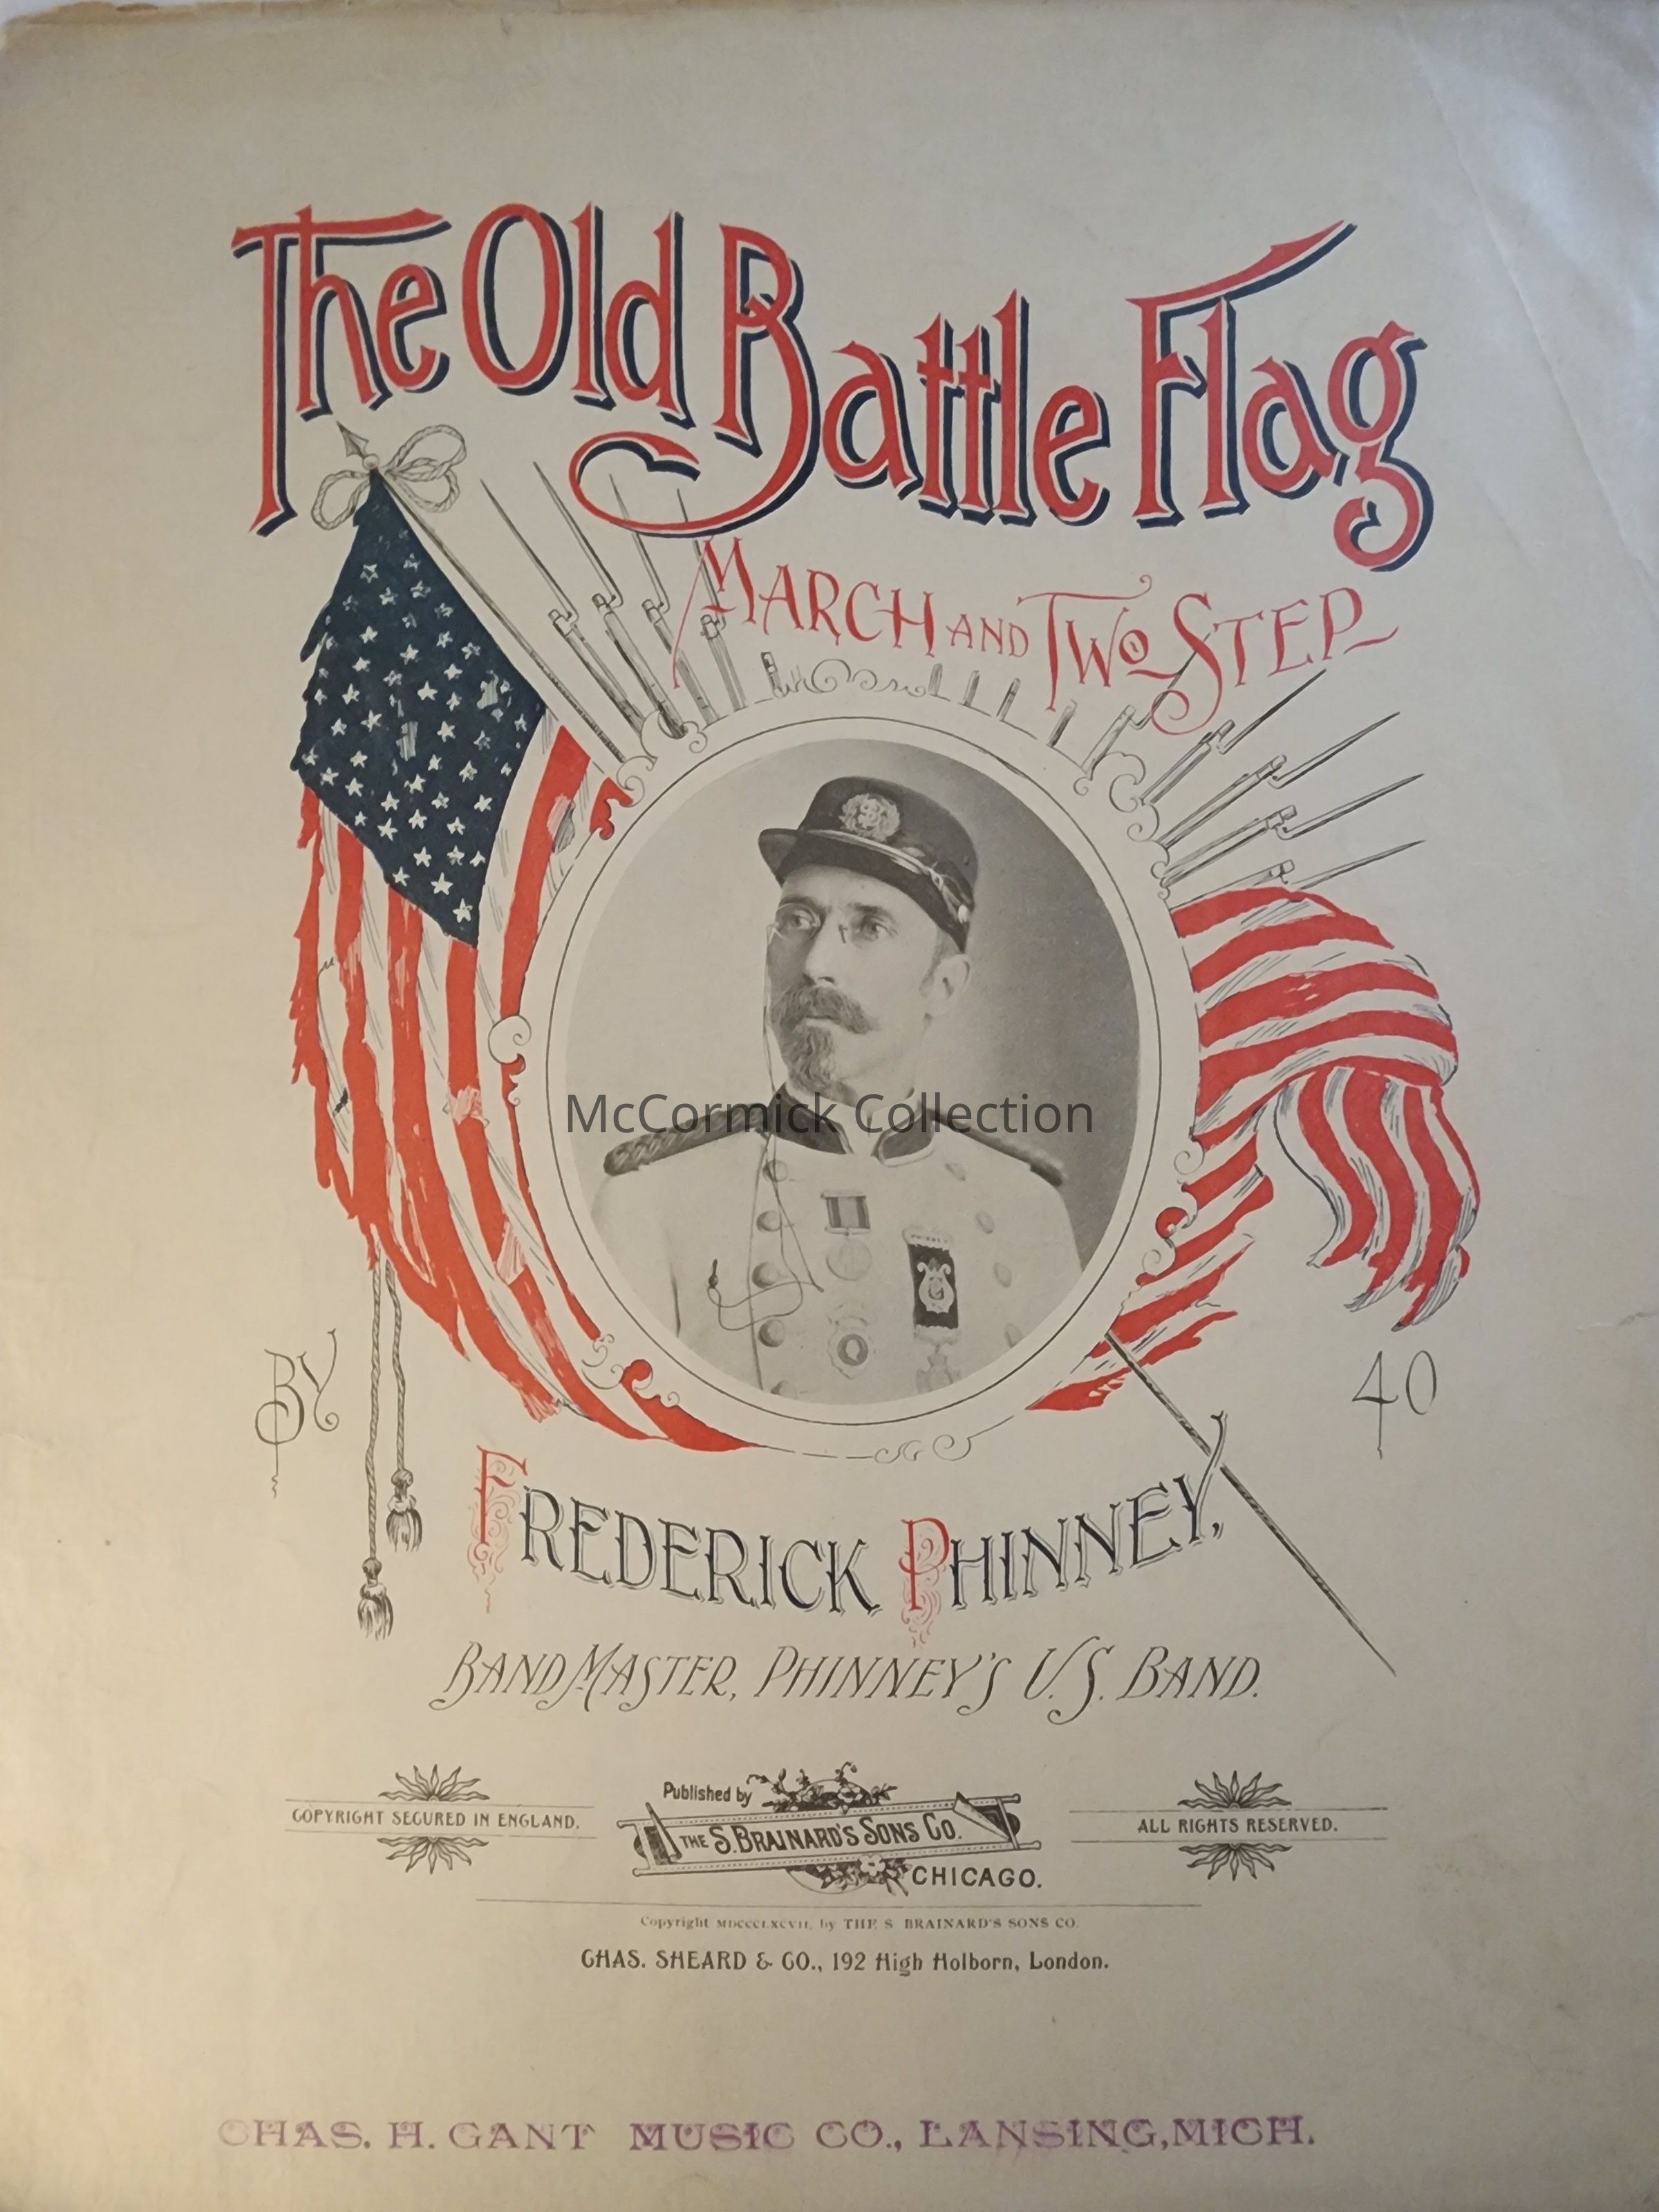 The Old Battle Flag
MARCH AND TWO STEP
McCormick Collection
BY
40
FREDERICK PHINNEY,
BAND MASTER, PHINNEY'S U.S. BAND.
Published by
COPYRIGHT SECURED IN ENGLAND.
THE S. BRAINARD'S SONS CO.
ALL RIGHTS RESERVED.
CHICAGO.
Copyright MDCCCLXCVII, by THE S BRAINARD'S SONS CO.
CHAS. SHEARD & CO., 192 High Holborn, London.
CHAS. H. GANT MUSIC CO., LANSING, MICH.